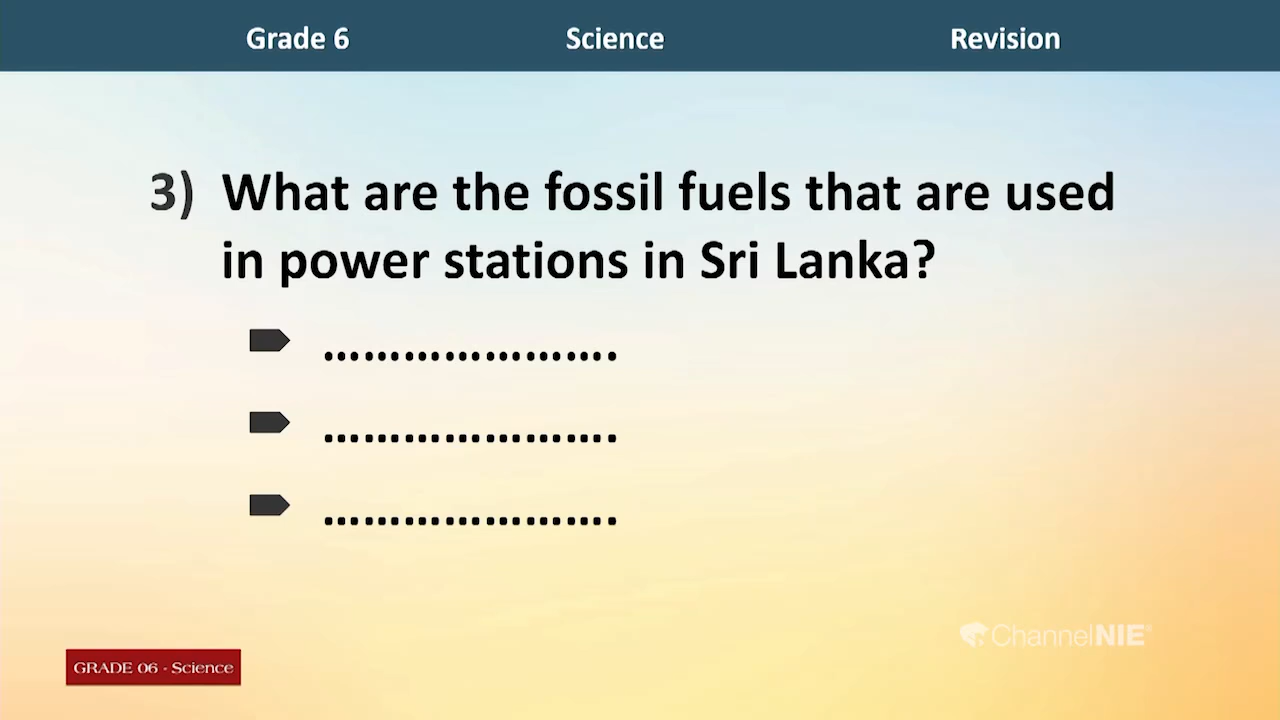 Grade 6 Science Revision
3) What are the fossil fuels that are used
in power stations in Sri Lanka?
.......................
.......................
.......................
ChannelNIE
GRADE 06 - Science